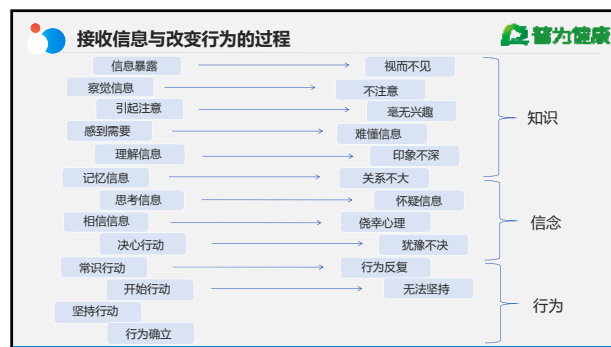 接收信息与改变行为的过程
普为健康
信息暴露 视而不见
察觉信息 不注意
引起注意 毫无兴趣
知识
感到需要 难懂信息
理解信息 印象不深
记忆信息 关系不大
思考信息 怀疑信息
相信信息 侥幸心理
信念
决心行动 犹豫不决
常识行动 行为反复
开始行动 无法坚持
行为
坚持行动
行为确立